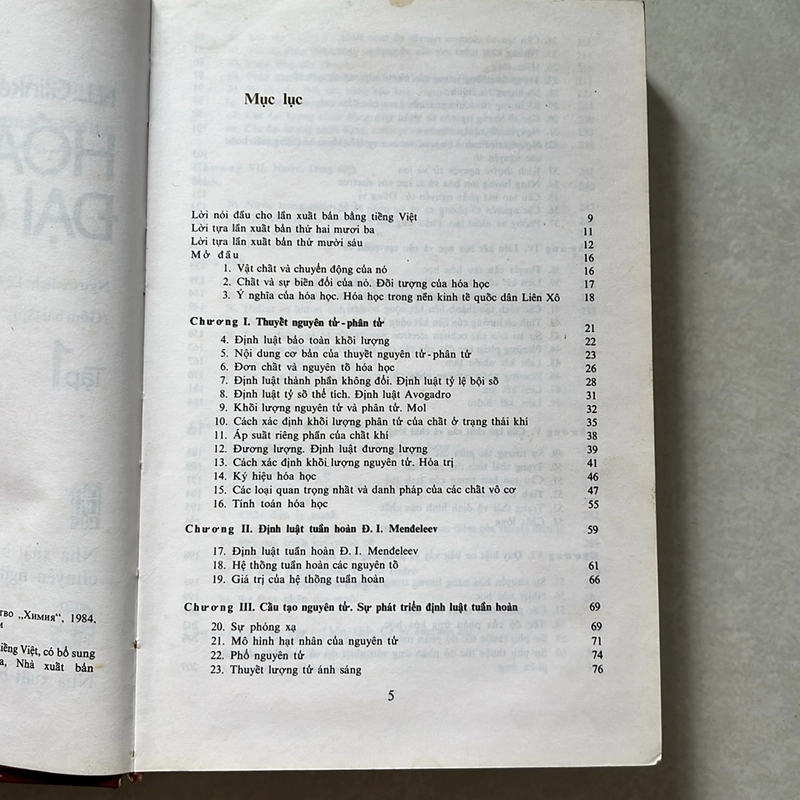 Mục lục
Lời nói đầu cho lần xuất bản bằng tiếng Việt 9
Lời tựa lần xuất bản thứ hai mươi ba 11
Lời tựa lần xuất bản thứ mười sáu 12
Mở đầu 16
1. Vật chất và chuyển động của nó 16
2. Chất và sự biến đổi của nó. Đối tượng của hóa học 17
3. Ý nghĩa của hóa học. Hóa học trong nền kinh tế quốc dân Liên Xô 18
Chương I. Thuyết nguyên tử-phân tử 21
4. Định luật bảo toàn khối lượng 22
5. Nội dung cơ bản của thuyết nguyên tử-phân tử 23
6. Đơn chất và nguyên tố hóa học 26
7. Định luật thành phần không đổi. Định luật tỷ lệ bội số 28
8. Định luật tỷ số thể tích. Định luật Avogadro 31
9. Khối lượng nguyên tử và phân tử. Mol 32
10. Cách xác định khối lượng phân tử của chất ở trạng thái khí 35
11. Áp suất riêng phần của chất khí 38
12. Đương lượng. Định luật đương lượng 39
13. Cách xác định khối lượng nguyên tử. Hóa trị 41
14. Ký hiệu hóa học 46
15. Các loại quan trọng nhất và danh pháp của các chất vô cơ 47
16. Tính toán hóa học 55
Chương II. Định luật tuần hoàn Đ. I. Menđeleev 59
17. Định luật tuần hoàn Đ. I. Menđeleev
18. Hệ thống tuần hoàn các nguyên tố 61
19. Giá trị của hệ thống tuần hoàn 66
Chương III. Cấu tạo nguyên tử. Sự phát triển định luật tuần hoàn 69
20. Sự phóng xạ 69
21. Mô hình hạt nhân của nguyên tử 71
22. Phổ nguyên tử 74
23. Thuyết lượng tử ánh sáng 76
5
тво „Химия“, 1984.
tiếng Việt, có bổ sung
a, Nhà xuất bản